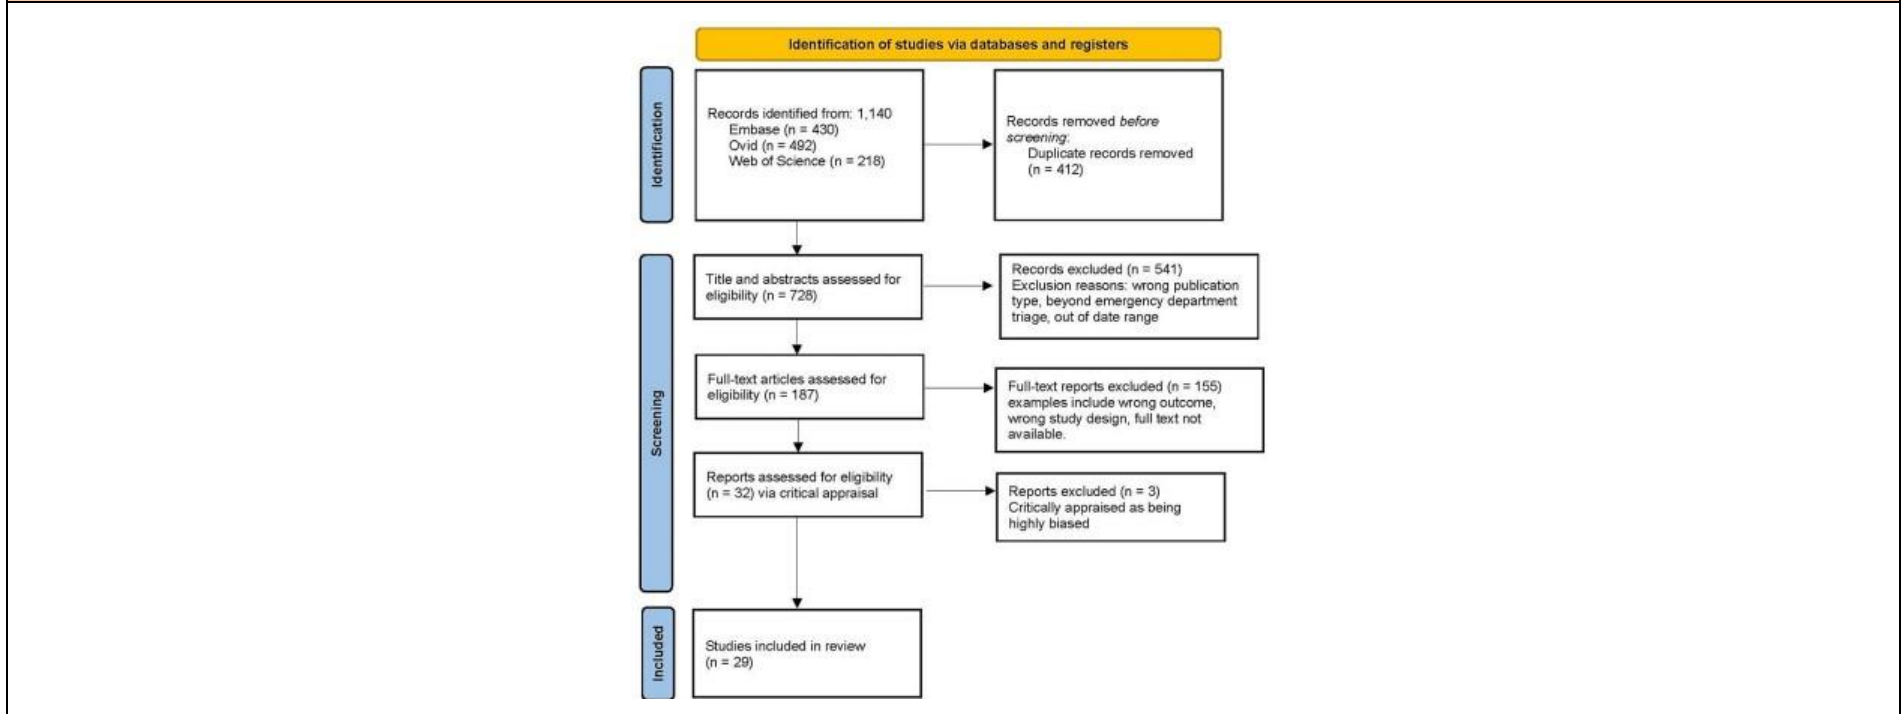 Identification of studies via databases and registers
Identification
Records identified from: 1,140
Embase (n = 430)
Ovid (n = 492)
Web of Science (n = 218)
Records removed before
screening:
Duplicate records removed
(n = 412)
Screening
Title and abstracts assessed for
eligibility (n = 728)
Records excluded (n = 541)
Exclusion reasons: wrong publication
type, beyond emergency department
triage, out of date range
Full-text articles assessed for
eligibility (n = 187)
Full-text reports excluded (n = 155)
examples include wrong outcome,
wrong study design, full text not
available.
Reports assessed for eligibility
(n = 32) via critical appraisal
Reports excluded (n = 3)
Critically appraised as being
highly biased
Included
Studies included in review
(n = 29)